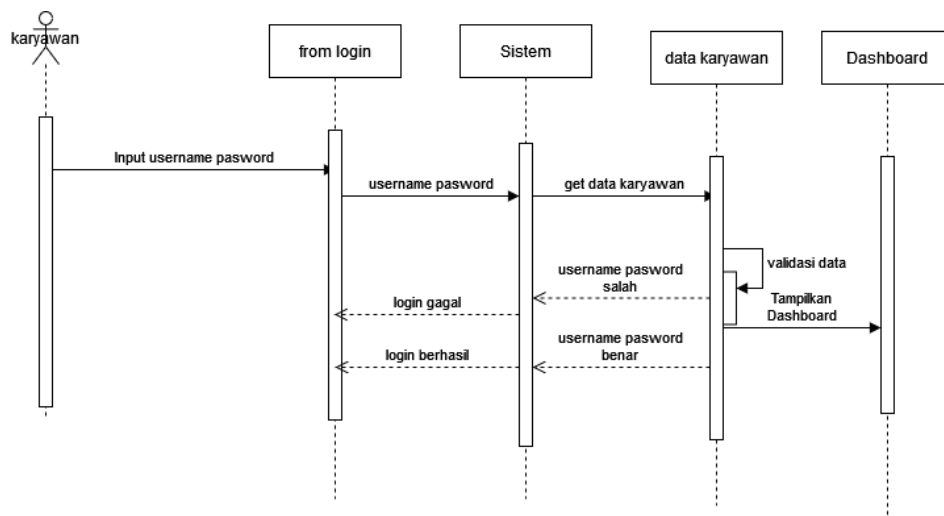 karyawan
from login
Sistem
data karyawan
Dashboard
Input username pasword
username pasword
get data karyawan
validasi data
username pasword
salah
login gagal
Tampilkan
Dashboard
username pasword
benar
login berhasil